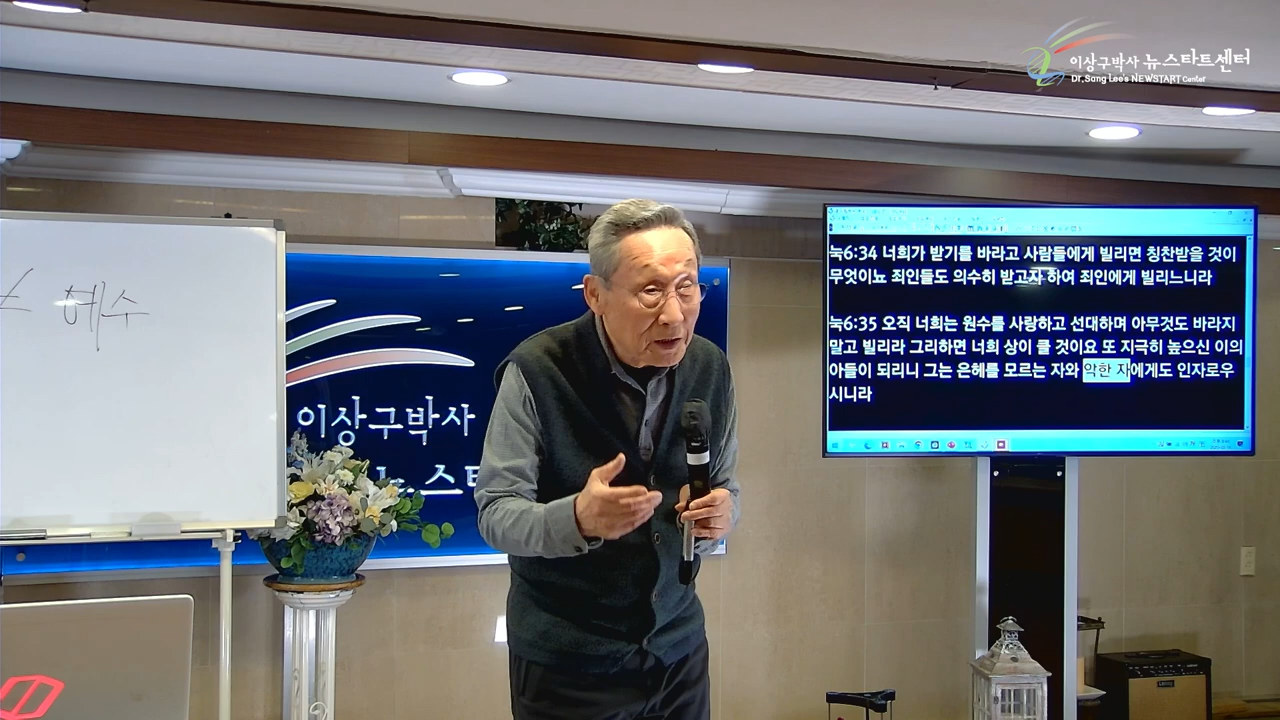 이상구박사 뉴스타트센터
Dr. Sang Lee's NEWSTART Center
눅6:34 너희가 받기를 바라고 사람들에게 빌리면 칭찬받을 것이
무엇이뇨 죄인들도 의수히 받고자 하여 죄인에게 빌리느니라
눅6:35 오직 너희는 원수를 사랑하고 선대하며 아무것도 바라지
말고 빌리라 그리하면 너희 상이 클 것이요 또 지극히 높으신 이의
아들이 되리니 그는 은혜를 모르는 자와 악한 자에게도 인자로우
시니라
≠ 예수
이상구박사
뉴스타